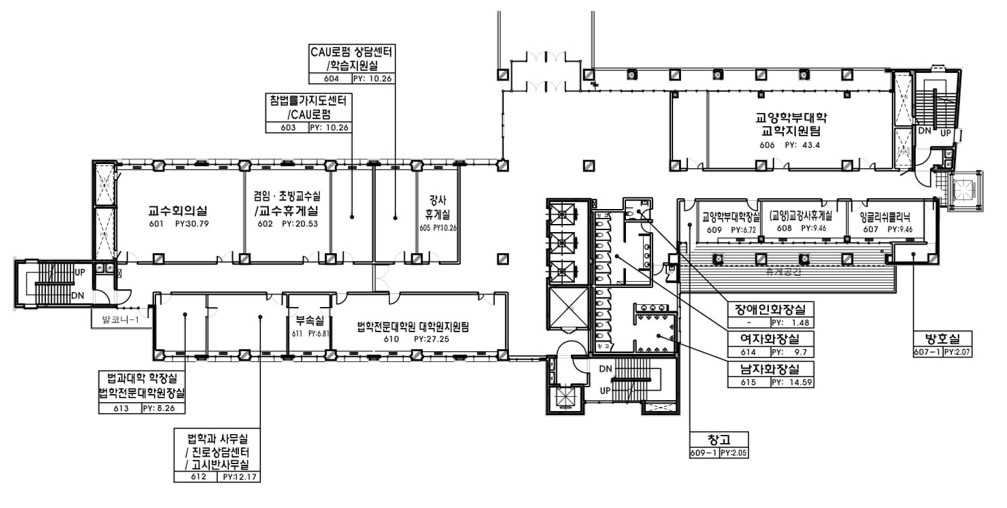 CAU로펌 상담센터
/학습지원실
604 PY: 10.26
참법률가지도센터
/CAU로펌
603 PY: 10.26
교양학부대학
교학지원팀
606 PY: 43.4
DN UP
교수회의실
601 PY:30.79
겸임 · 초빙교수실
/교수휴게실
602 PY:20.53
강사
휴게실
605 PY10.26
교양학부대학장실
609 PY:6.72
(교양)교강사휴게실
608 PY:9.46
잉글리쉬클리닉
607 PY:9.46
휴게공간
UP
DN
발코니-1
부속실
611 PY:6.81
법학전문대학원 대학원지원팀
610 PY:27.25
장애인화장실
- PY: 1.48
여자화장실
614 PY: 9.7
남자화장실
615 PY: 14.59
방호실
607-1 PY:2.07
DN
UP
법과대학 학장실
법학전문대학원장실
613 PY:8.26
법학과 사무실
/ 진로상담센터
/ 고시반사무실
612 PY:12.17
창고
609-1 PY:2.05